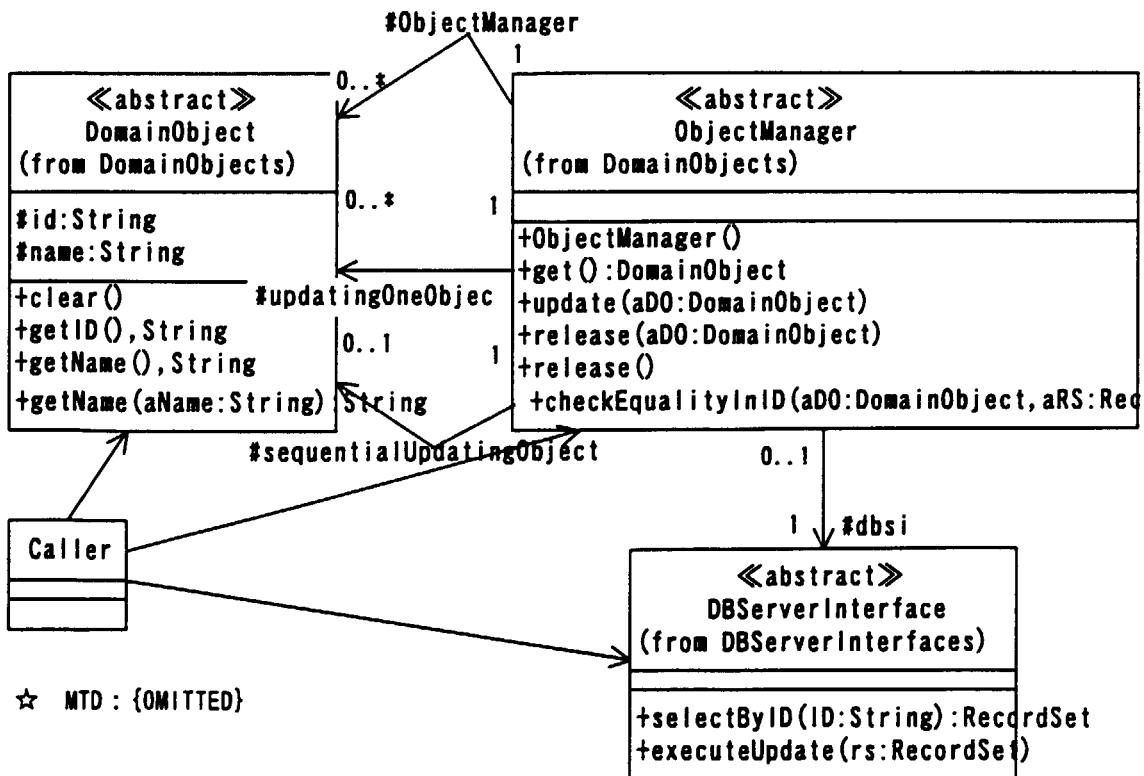 #ObjectManager
1
0..*
≪abstract≫
DomainObject
(from DomainObjects)
#id:String
#name:String
+clear()
+getID(),String
+getName(),String
+getName(aName:String) String
≪abstract≫
ObjectManager
(from DomainObjects)
+ObjectManager()
+get():DomainObject
+update(aDO:DomainObject)
+release(aDO:DomainObject)
+release()
+checkEqualityInID(aDO:DomainObject,aRS:Rec
0..*
1
#updatingOneObjec
0..1
1
#sequentialUpdatingObject
0..1
1
#dbsi
Caller
≪abstract≫
DBServerInterface
(from DBServerInterfaces)
+selectByID(ID:String):RecordSet
+executeUpdate(rs:RecordSet)
☆ MTD : {OMITTED}